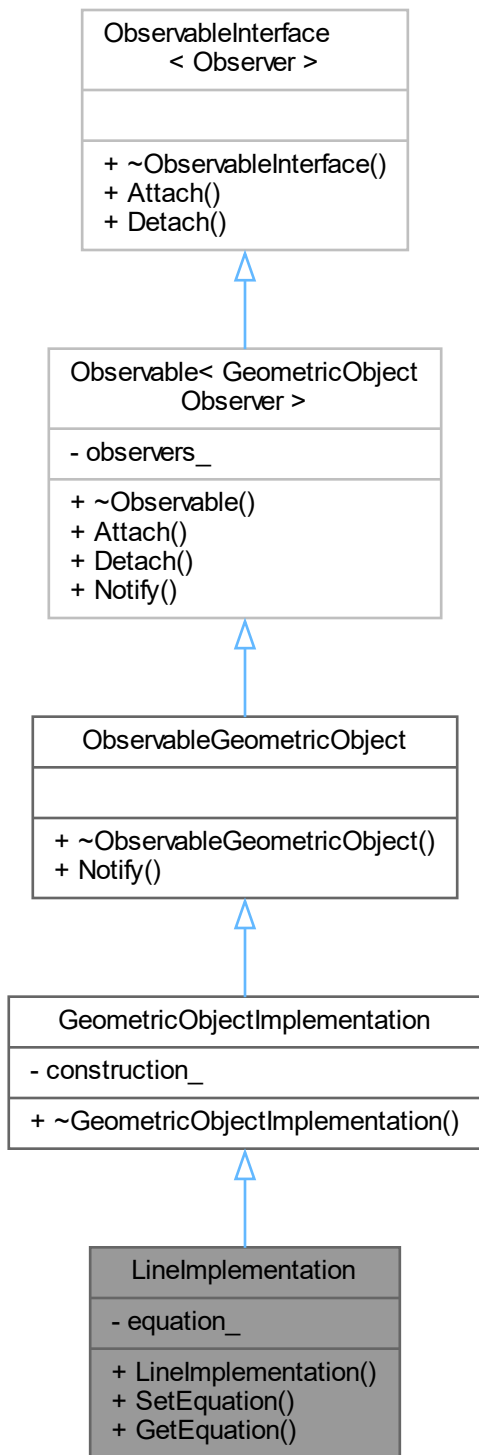 ObservableInterface
< Observer >
+ ~ObservableInterface()
+ Attach()
+ Detach()
Observable< GeometricObject
Observer >
- observers_
+ ~Observable()
+ Attach()
+ Detach()
+ Notify()
ObservableGeometricObject
+ ~ObservableGeometricObject()
+ Notify()
GeometricObjectImplementation
- construction_
+ ~GeometricObjectImplementation()
LineImplementation
- equation_
+ LineImplementation()
+ SetEquation()
+ GetEquation()